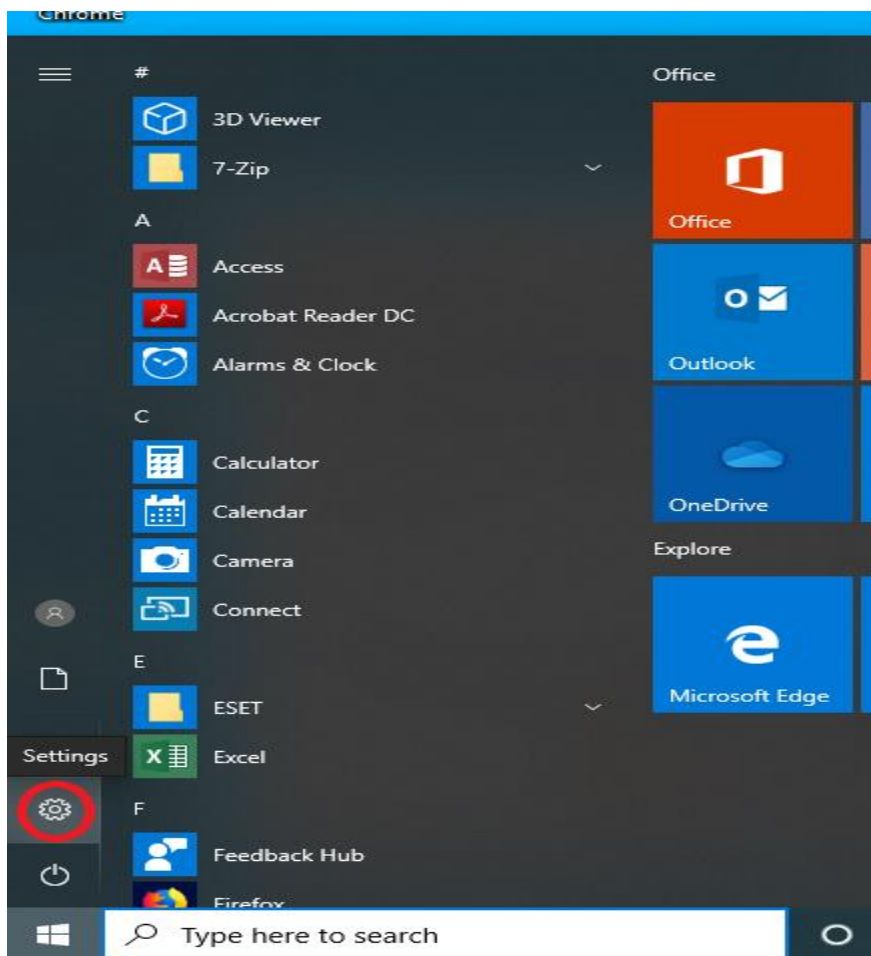 Chrome
#
3D Viewer
7-Zip
A
Access
Acrobat Reader DC
Alarms & Clock
C
Calculator
Calendar
Camera
Connect
E
ESET
Excel
F
Feedback Hub
Firefox
Office
Office
Outlook
OneDrive
Explore
Microsoft Edge
Settings
Type here to search